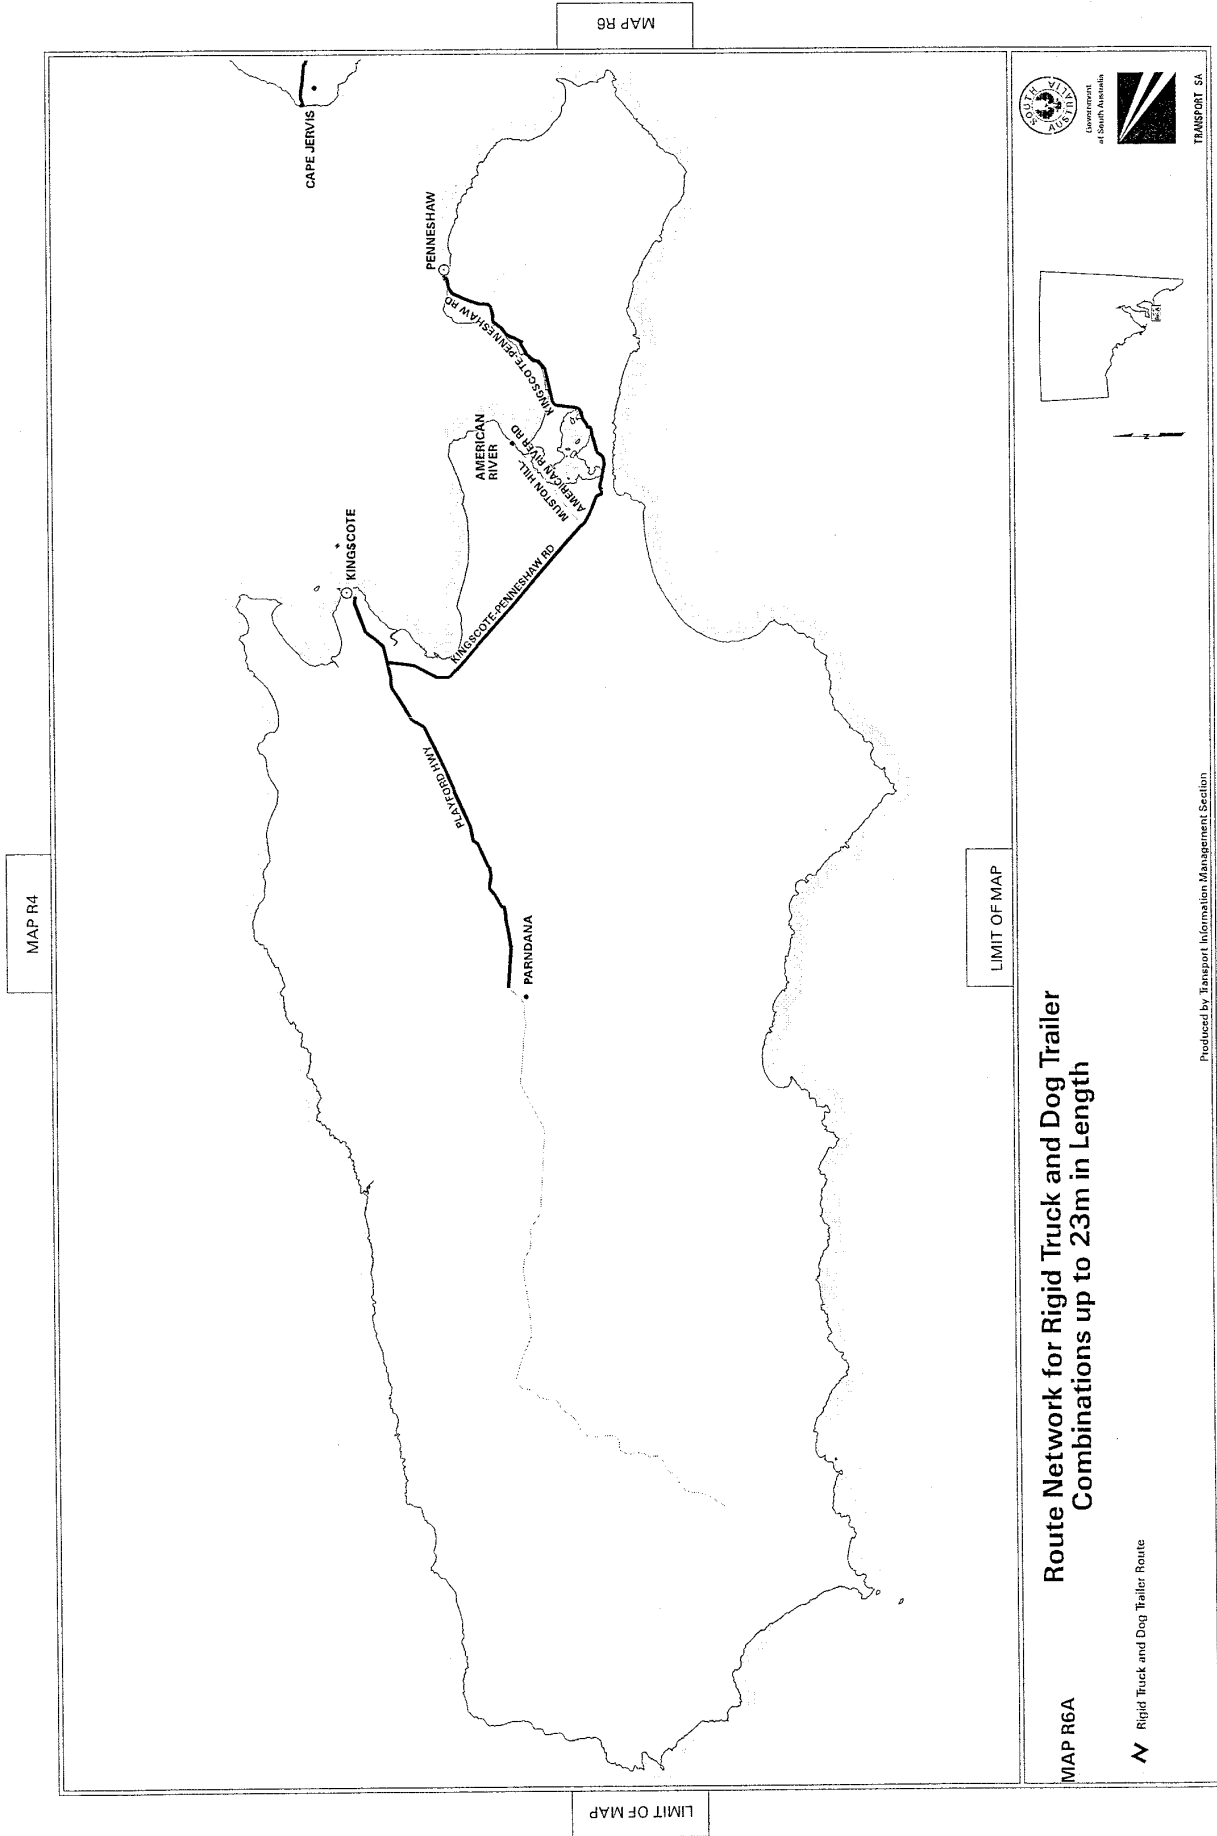 MAP R4
MAP R6
LIMIT OF MAP
LIMIT OF MAP
CAPE JERVIS
PENNESHAW
KINGSCOTE-PENNESHAW RD
AMERICAN
RIVER
MUSTON HILL
AMERICAN RIVER RD
KINGSCOTE
KINGSCOTE-PENNESHAW RD
PLAYFORD HWY
PARNDANA
MAP R6A
Route Network for Rigid Truck and Dog Trailer
Combinations up to 23m in Length
Rigid Truck and Dog Trailer Route
N
SOUTH AUSTRALIA
Government
of South Australia
TRANSPORT SA
Produced by Transport Information Management Section